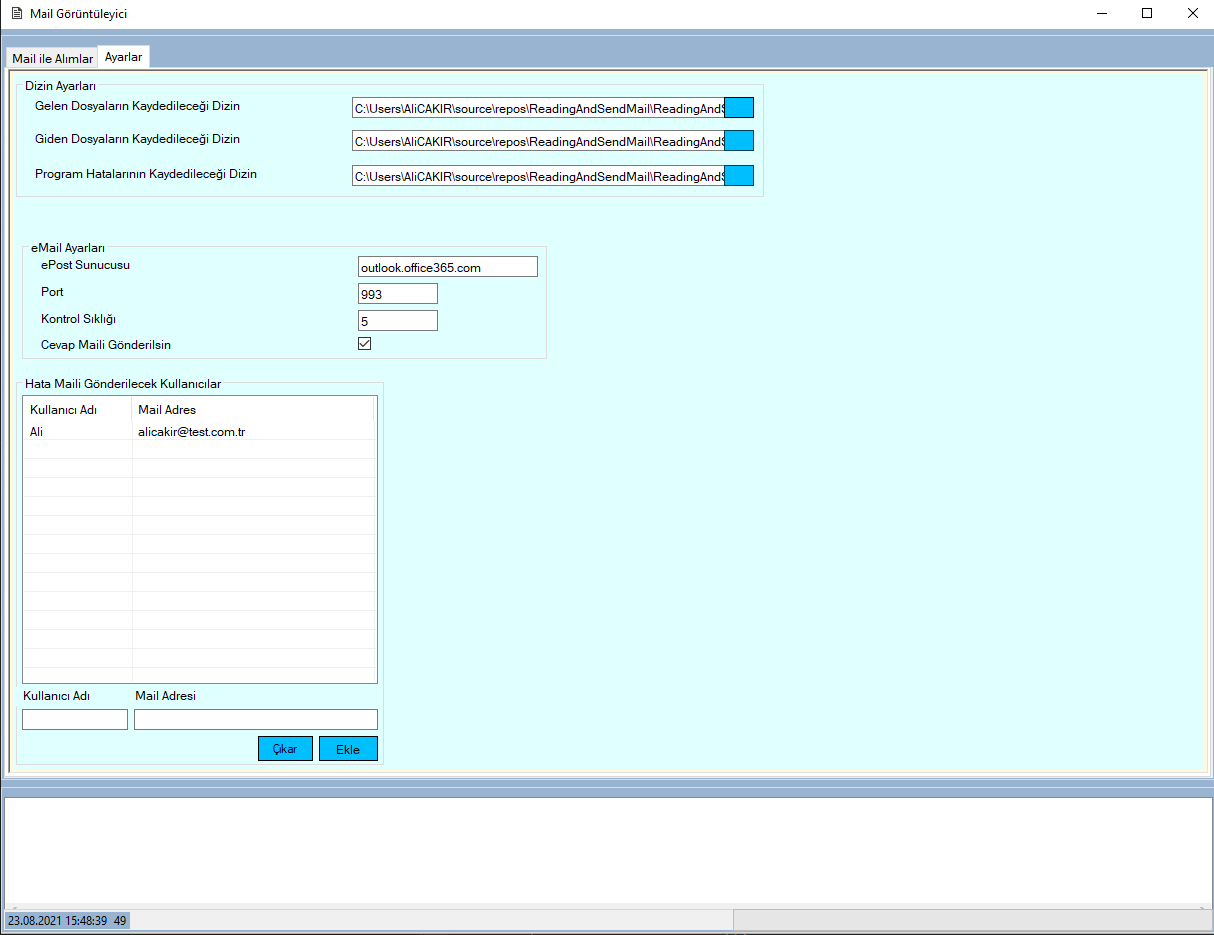 Mail Görüntüleyici
Mail ile Alımlar
Ayarlar
Dizin Ayarları
Gelen Dosyaların Kaydedileceği Dizin
C:\Users\AliCAKIR\source\repos\ReadingAndSendMail\ReadingAndS
Giden Dosyaların Kaydedileceği Dizin
C:\Users\AliCAKIR\source\repos\ReadingAndSendMail\ReadingAndS
Program Hatalarının Kaydedileceği Dizin
C:\Users\AliCAKIR\source\repos\ReadingAndSendMail\ReadingAndS
eMail Ayarları
ePost Sunucusu
outlook.office365.com
Port
993
Kontrol Sıklığı
5
Cevap Maili Gönderilsin
Hata Maili Gönderilecek Kullanıcılar
Kullanıcı Adı Mail Adres
Ali alicakir@test.com.tr
Kullanıcı Adı Mail Adresi
Çıkar Ekle
23.08.2021 15:48:39 49